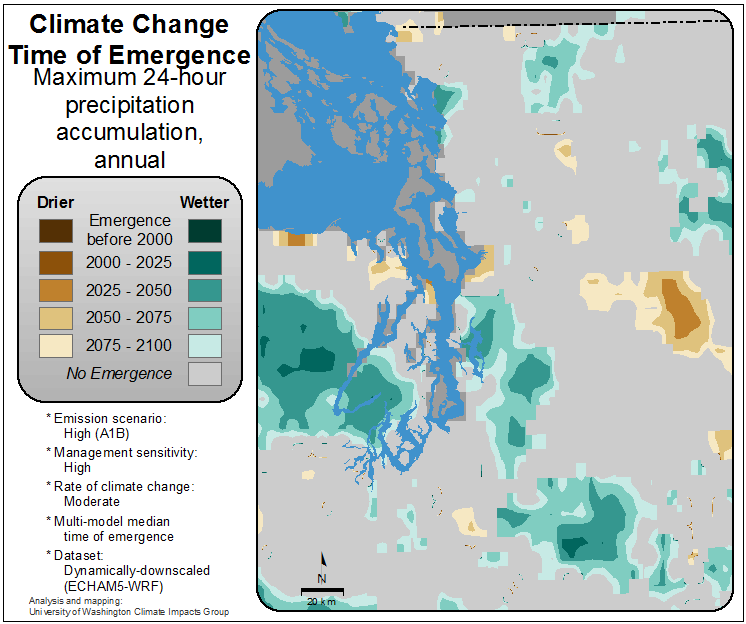 Climate Change
Time of Emergence
Maximum 24-hour
precipitation
accumulation,
annual
Drier Wetter
Emergence
before 2000
2000 - 2025
2025 - 2050
2050 - 2075
2075 - 2100
No Emergence
* Emission scenario:
High (A1B)
* Management sensitivity:
High
* Rate of climate change:
Moderate
* Multi-model median
time of emergence
* Dataset:
Dynamically-downscaled
(ECHAM5-WRF)
Analysis and mapping:
University of Washington Climate Impacts Group
N
20 km